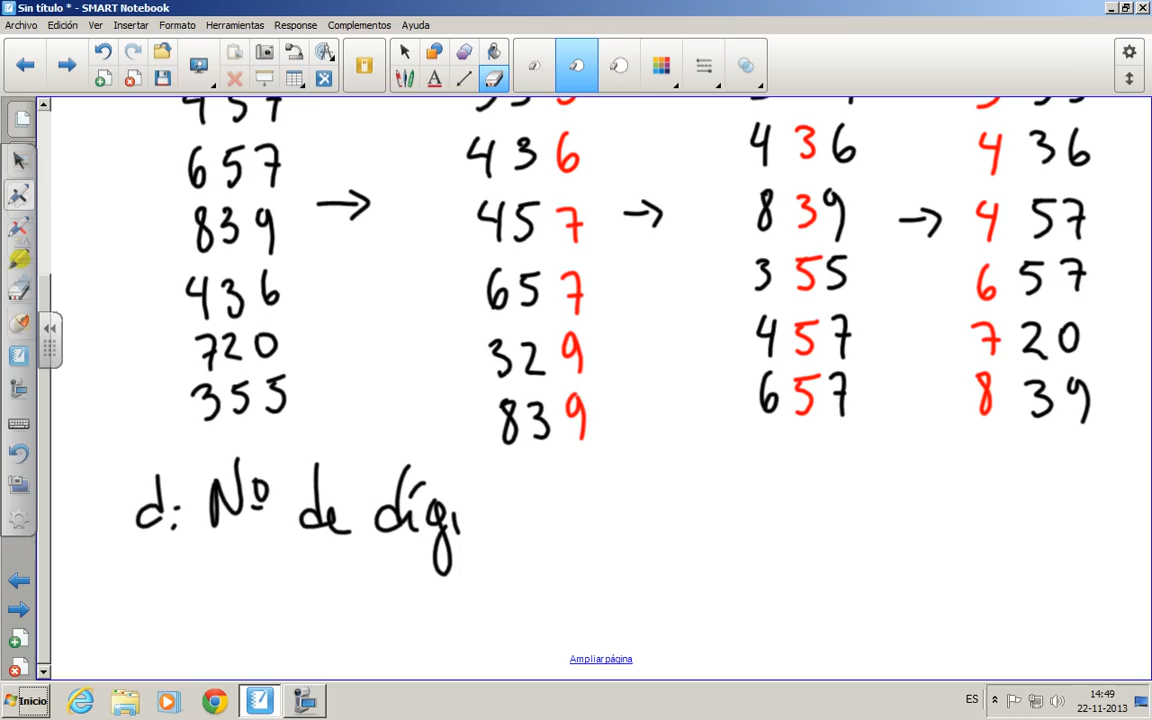 Sin título * - SMART Notebook
Archivo Edición Ver Insertar Formato Herramientas Response Complementos Ayuda
457
436 436 436
657 → 457 → 839 → 457
839 657 355 657
436 329 457 720
720 839 657 839
355
d: Nº de dígi
Ampliar página
Inicio
ES
14:49
22-11-2013